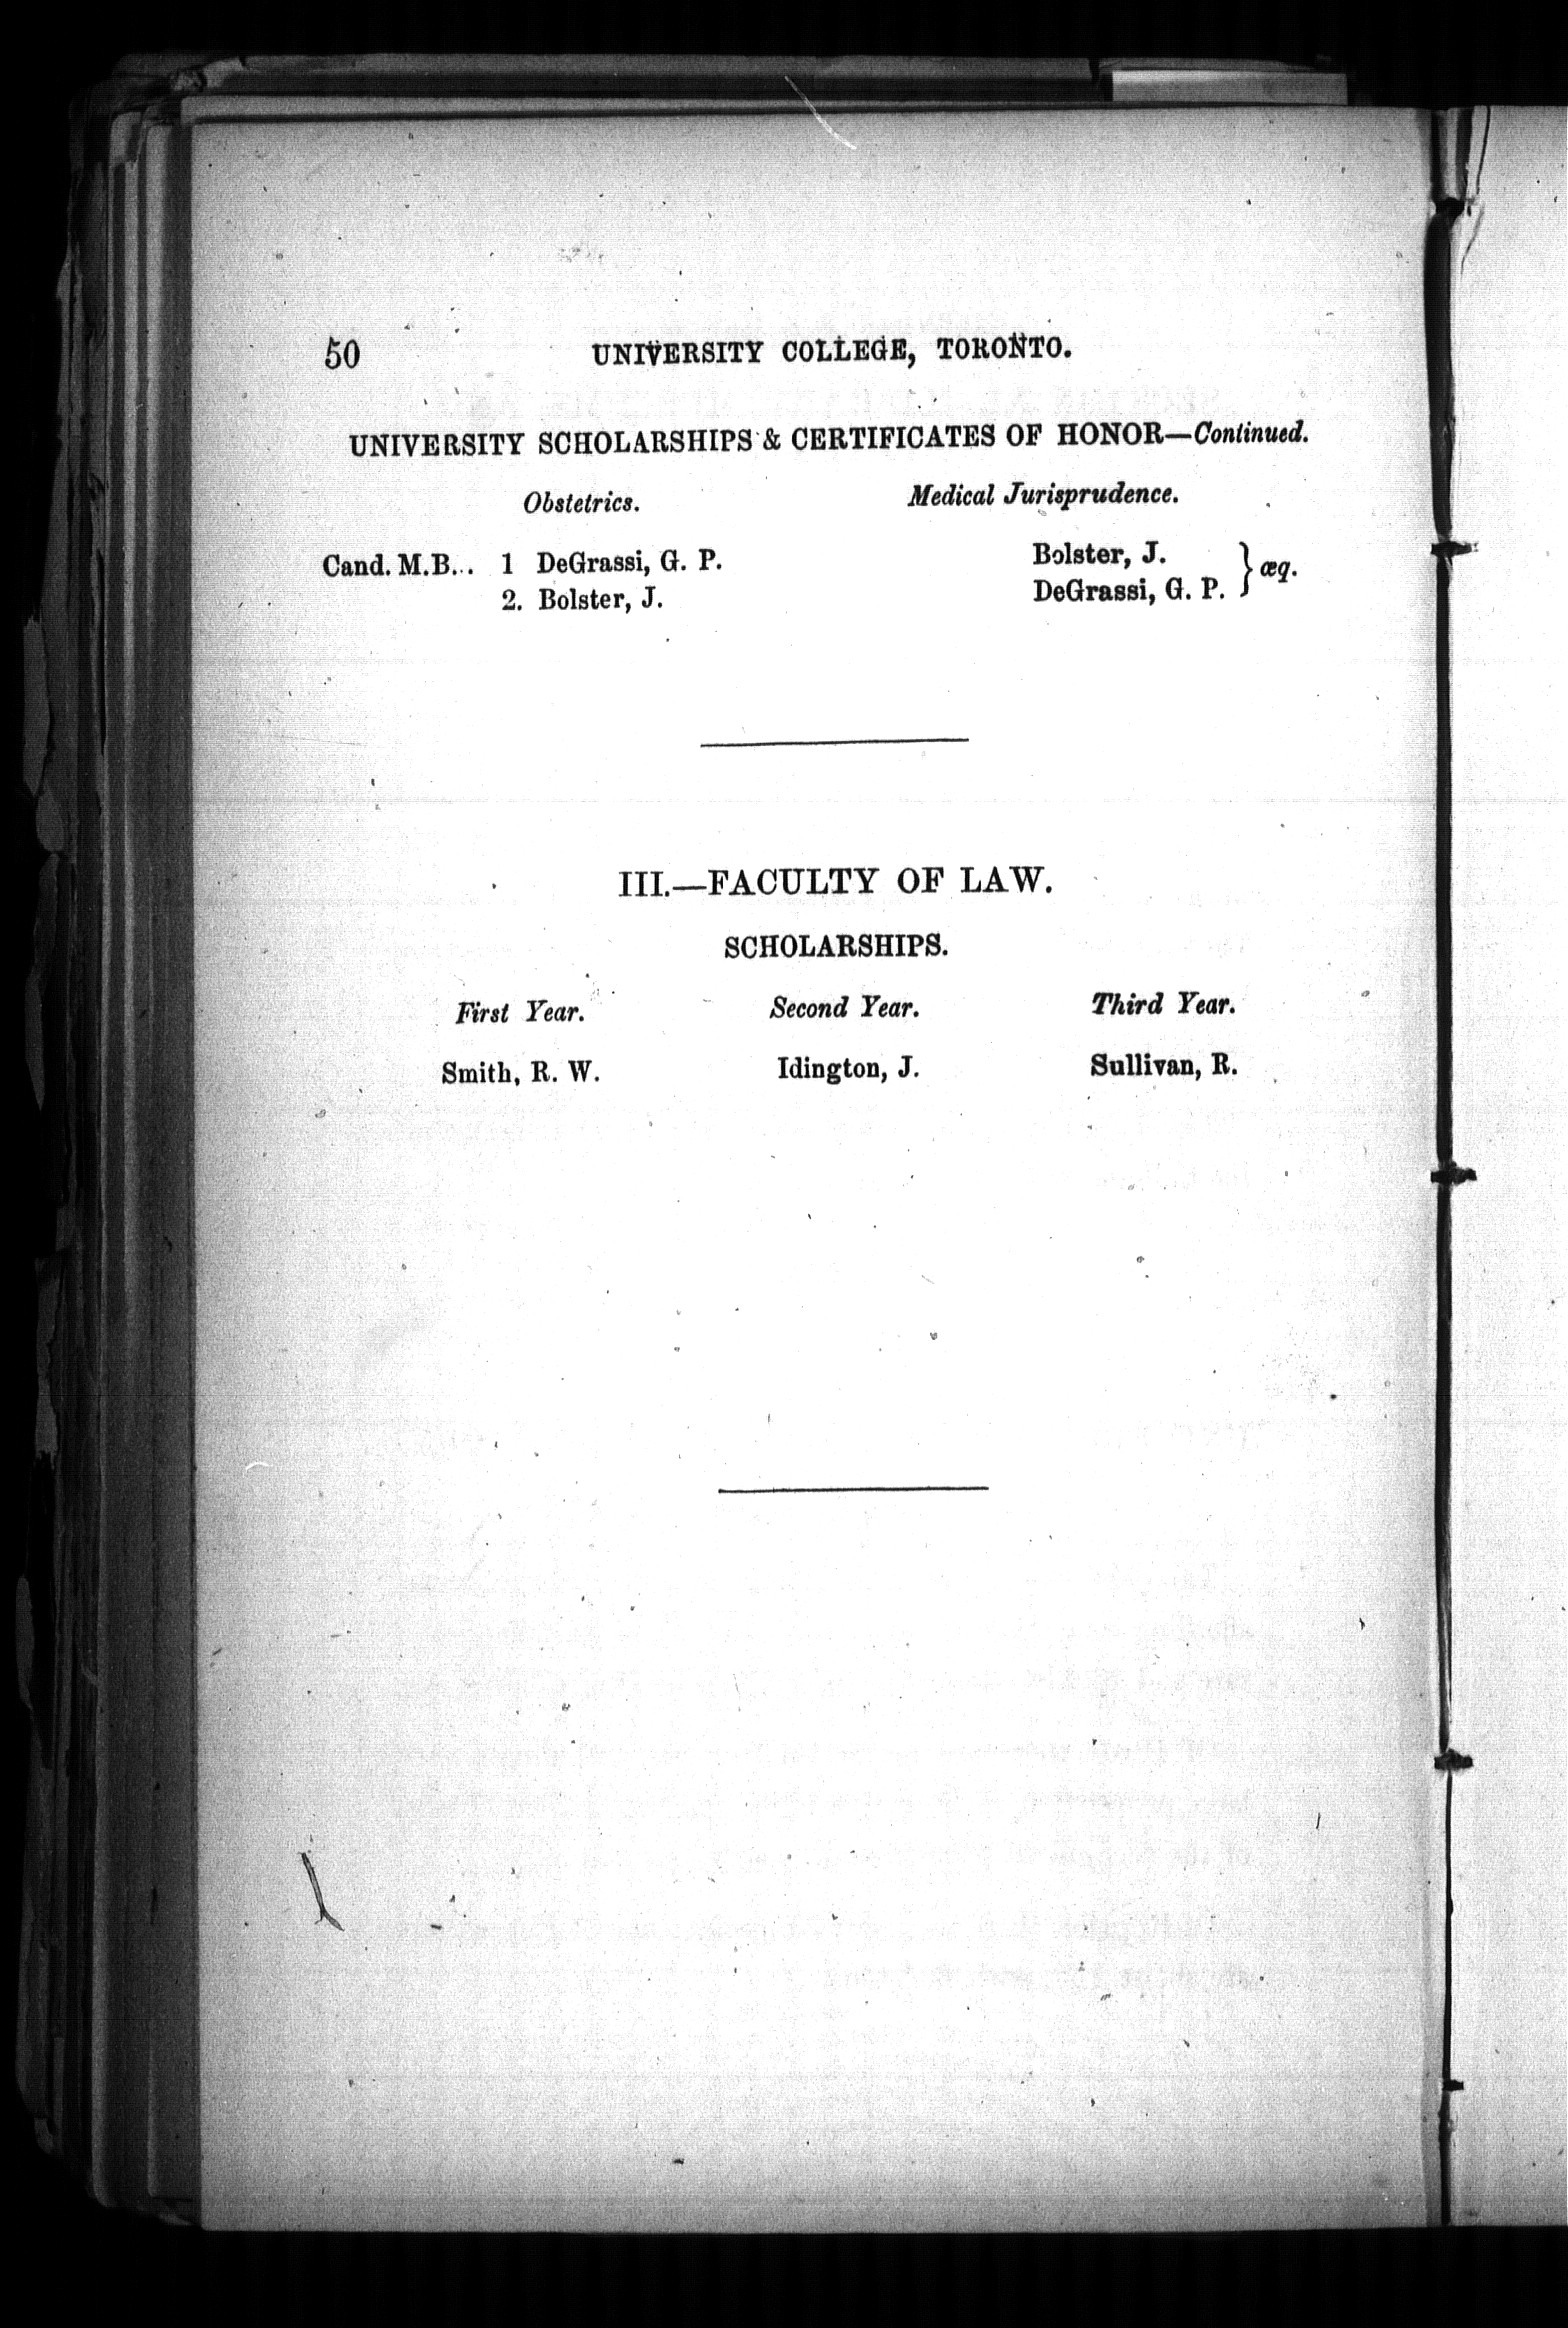 50 UNIVERSITY COLLEGE, TORONTO.
UNIVERSITY SCHOLARSHIPS & CERTIFICATES OF HONOR—Continued.
Obstetrics. Medical Jurisprudence.
Cand. M.B... 1 DeGrassi, G. P. Bolster, J. } æq.
2. Bolster, J. DeGrassi, G. P.
III.—FACULTY OF LAW.
SCHOLARSHIPS.
First Year. Second Year. Third Year.
Smith, R. W. Idington, J. Sullivan, R.